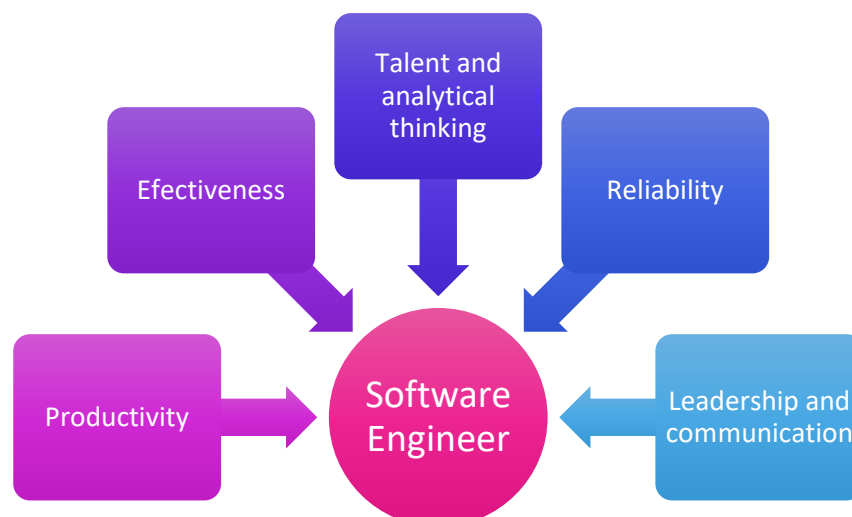 Talent and
analytical
thinking
Efectiveness
Reliability
Productivity
Software
Engineer
Leadership and
communication